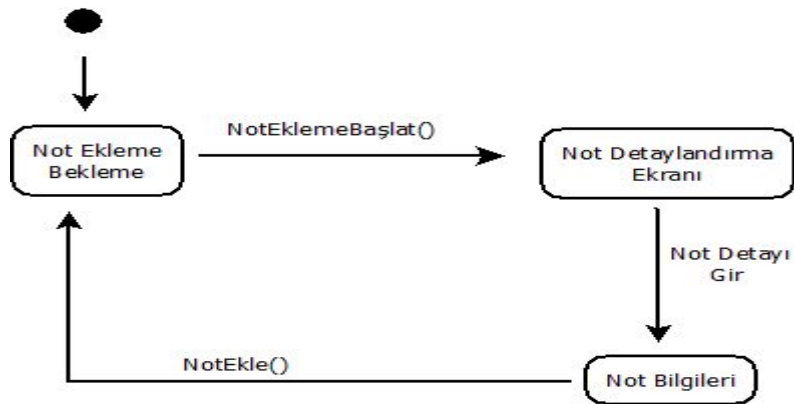 NotEklemeBaşlat()
Not Ekleme
Bekleme
Not Detaylandırma
Ekranı
Not Detayı
Gir
NotEkle()
Not Bilgileri